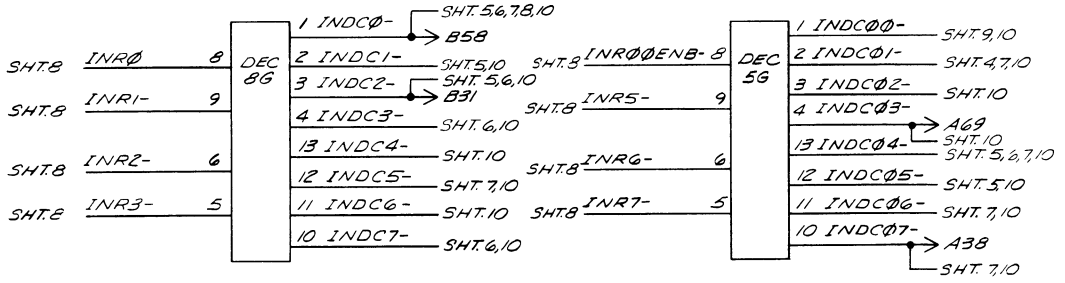 SHT. 5,6,7,8,10
1 INDCØ-
B58
SHT.8 INRØ 8
DEC
8G
2 INDC1-
SHT.5,10
3 INDC2-
SHT. 5,6,10
B31
SHT.8 INR1- 9
4 INDC3-
SHT.6,10
13 INDC4-
SHT.10
SHT.8 INR2- 6
12 INDC5-
SHT.7,10
SHT.8 INR3- 5
11 INDC6-
SHT.10
10 INDC7-
SHT.6,10
1 INDCØØ-
SHT.9,10
SHT.8 INRØØENB- 8
DEC
5G
2 INDCØ1-
SHT.4,7,10
3 INDCØ2-
SHT.10
SHT.8 INR5- 9
4 INDCØ3-
A69
SHT.10
13 INDCØ4-
SHT.5,6,7,10
SHT.8 INR6- 6
12 INDCØ5-
SHT.5,10
SHT.8 INR7- 5
11 INDCØ6-
SHT.7,10
10 INDCØ7-
A38
SHT. 7,10